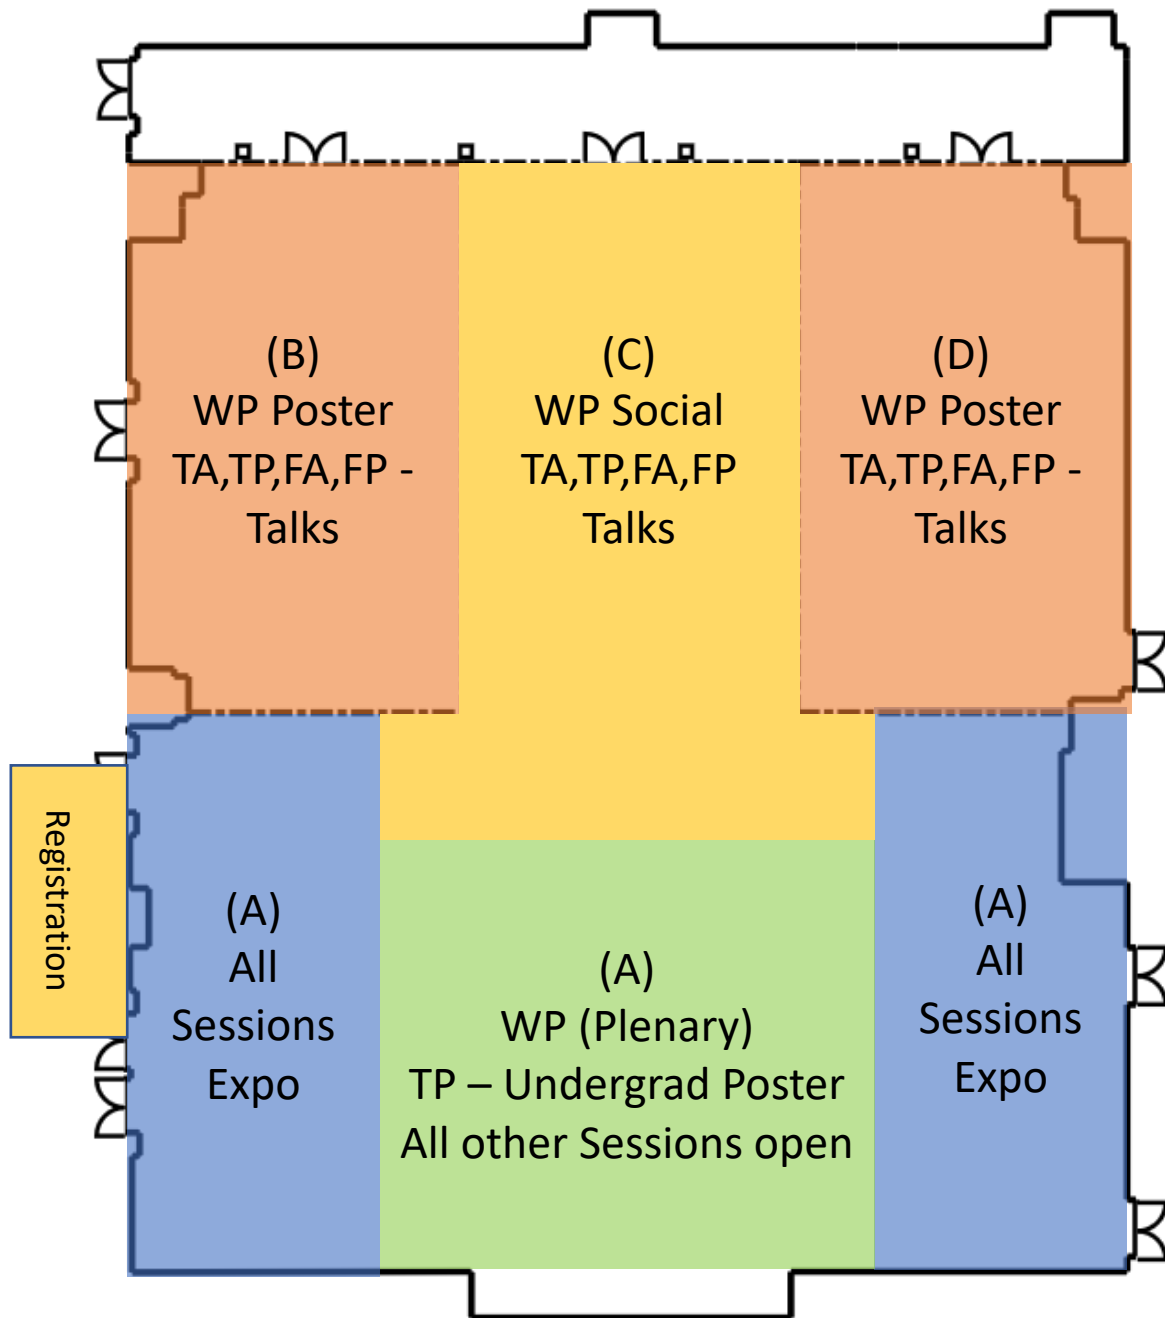 (B)
WP Poster
TA,TP,FA,FP -
Talks
(C)
WP Social
TA,TP,FA,FP
Talks
(D)
WP Poster
TA,TP,FA,FP -
Talks
Registration
(A)
All
Sessions
Expo
(A)
WP (Plenary)
TP – Undergrad Poster
All other Sessions open
(A)
All
Sessions
Expo